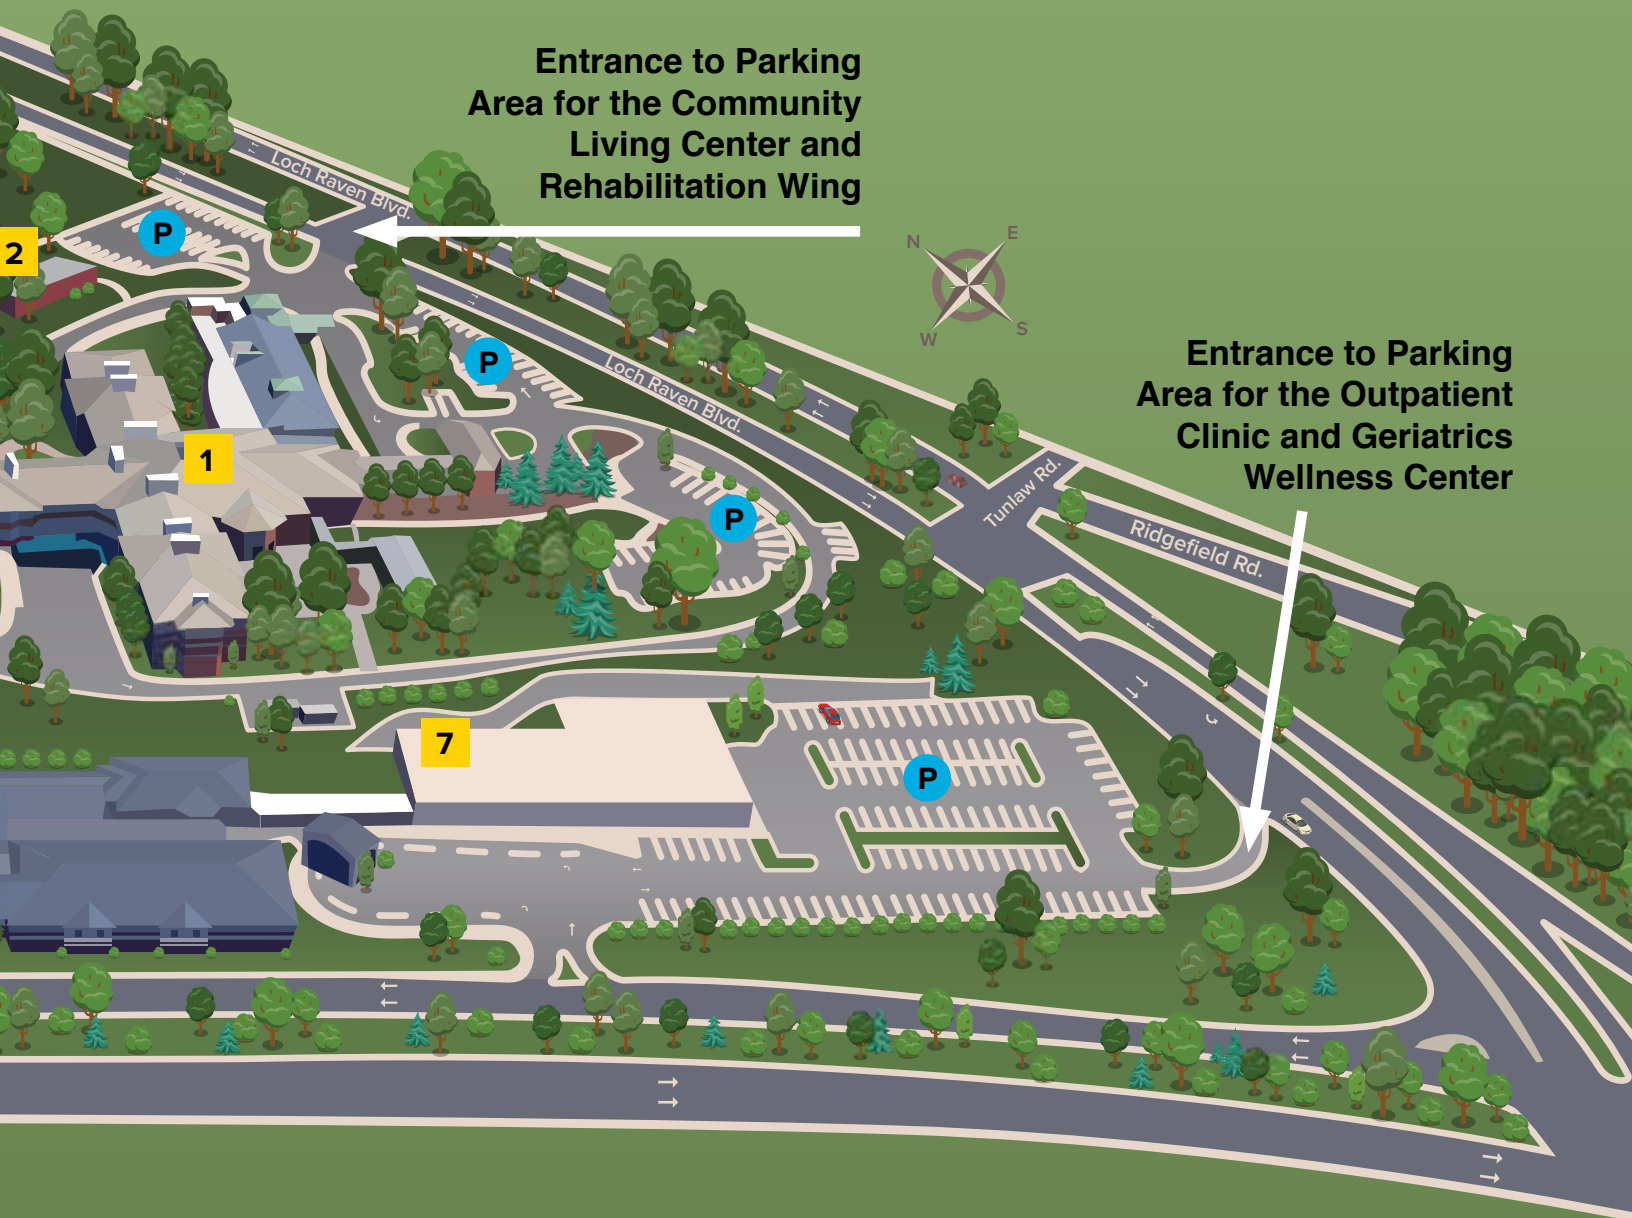 Entrance to Parking
Area for the Community
Living Center and
Rehabilitation Wing
Loch Raven Blvd.
P
2
N
E
W
S
P
Loch Raven Blvd.
Entrance to Parking
Area for the Outpatient
Clinic and Geriatrics
Wellness Center
1
P
Tunlaw Rd.
Ridgefield Rd.
7
P